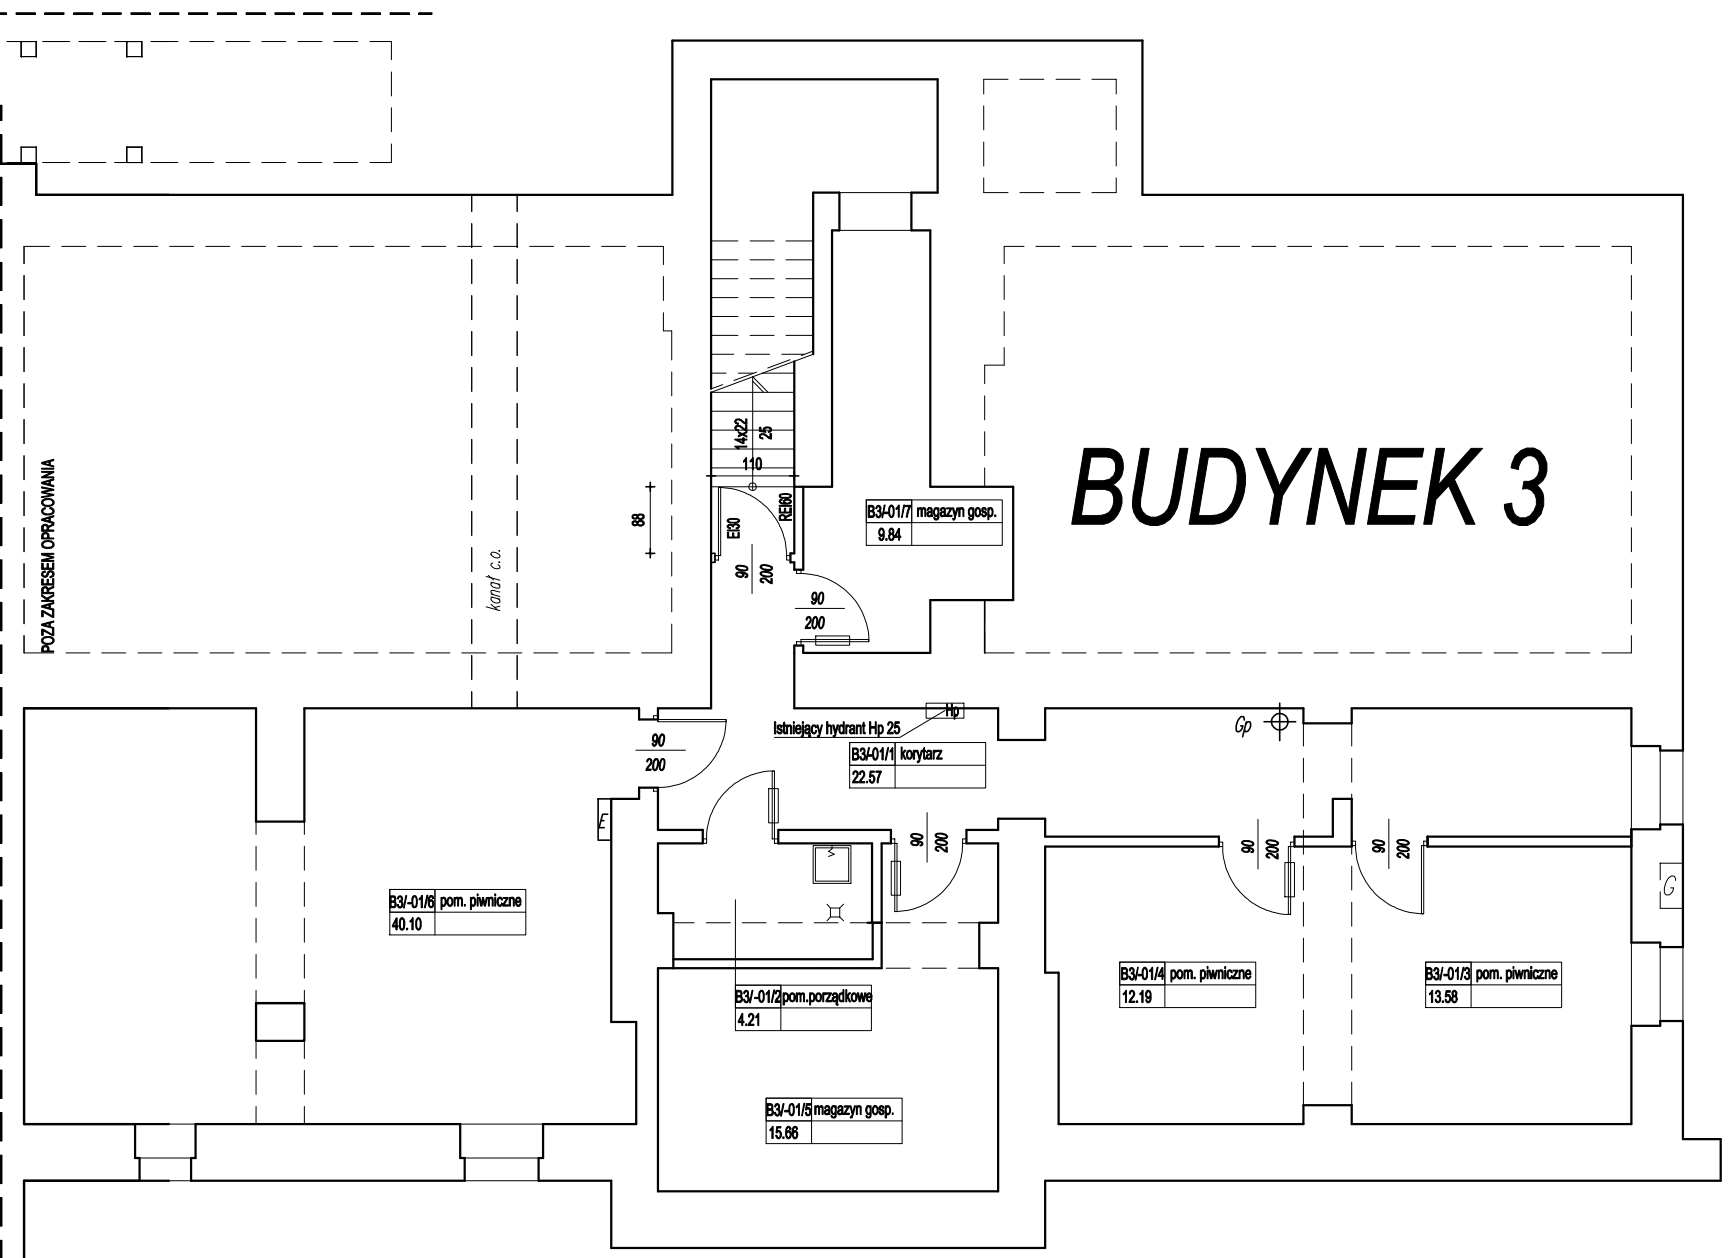 BUDYNEK 3
POZA ZAKRESEM OPRACOWANIA
kanał c.o.
14x22
25
110
88
EI30
REI60
90
200
B3/-01/7 magazyn gosp.
9.84
90
200
90
200
Istniejący hydrant Hp 25
Hp
B3/-01/1 korytarz
22.57
Gp
E
90
200
90
200
90
200
G
B3/-01/6 pom. piwniczne
40.10
B3/-01/2 pom.porządkowe
4.21
B3/-01/4 pom. piwniczne
12.19
B3/-01/3 pom. piwniczne
13.58
B3/-01/5 magazyn gosp.
15.66